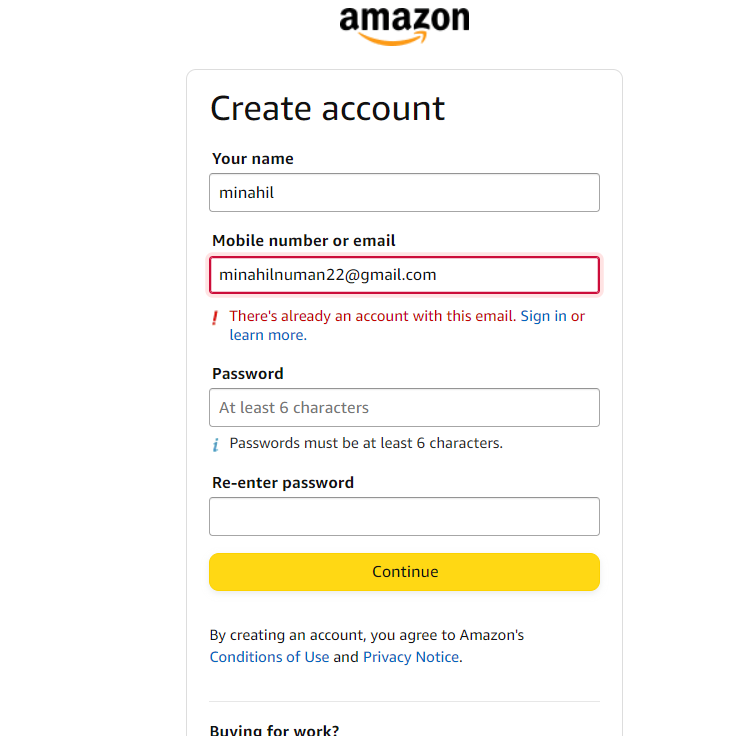 amazon
Create account
Your name
minahil
Mobile number or email
minahilnuman22@gmail.com
! There's already an account with this email. Sign in or
learn more.
Password
At least 6 characters
i Passwords must be at least 6 characters.
Re-enter password
Continue
By creating an account, you agree to Amazon's
Conditions of Use and Privacy Notice.
Buying for work?